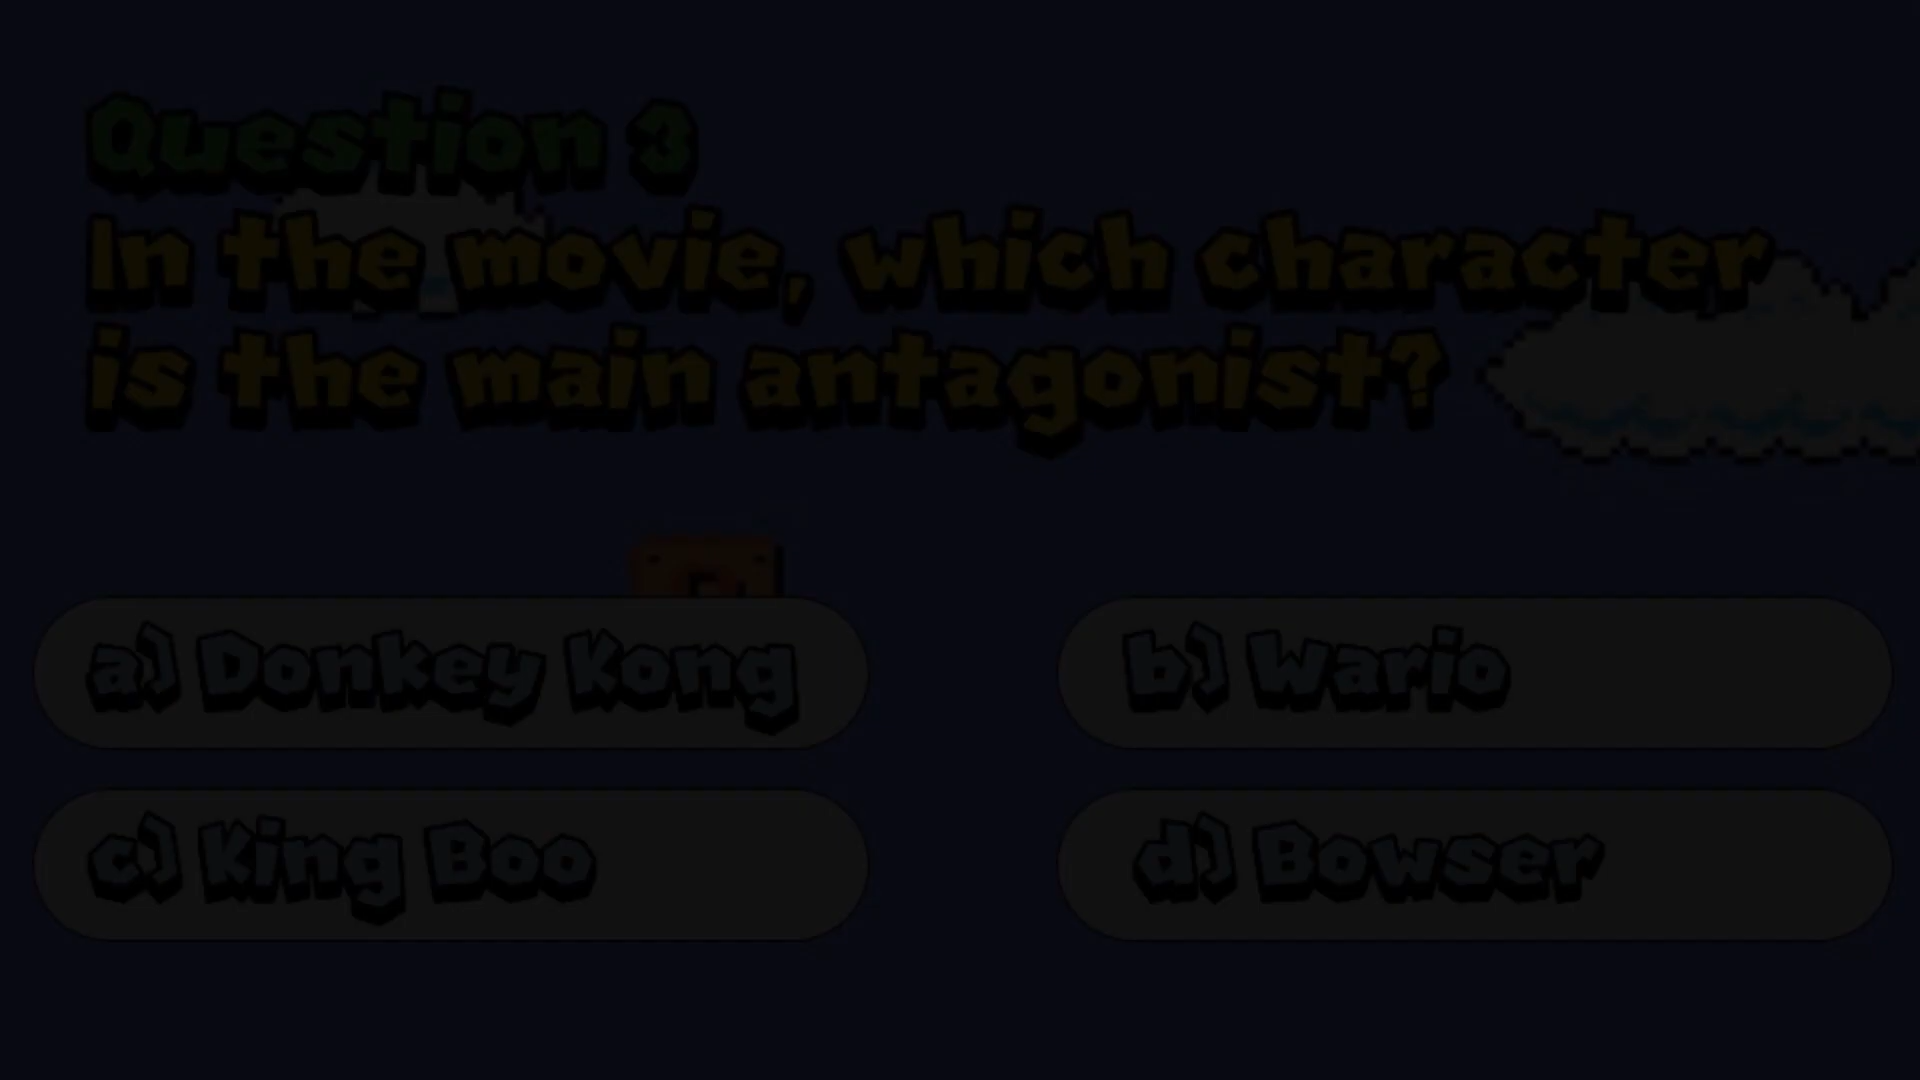 Question 3
In the movie, which character
is the main antagonist?
a) Donkey Kong
b) Wario
c) King Boo
d) Bowser